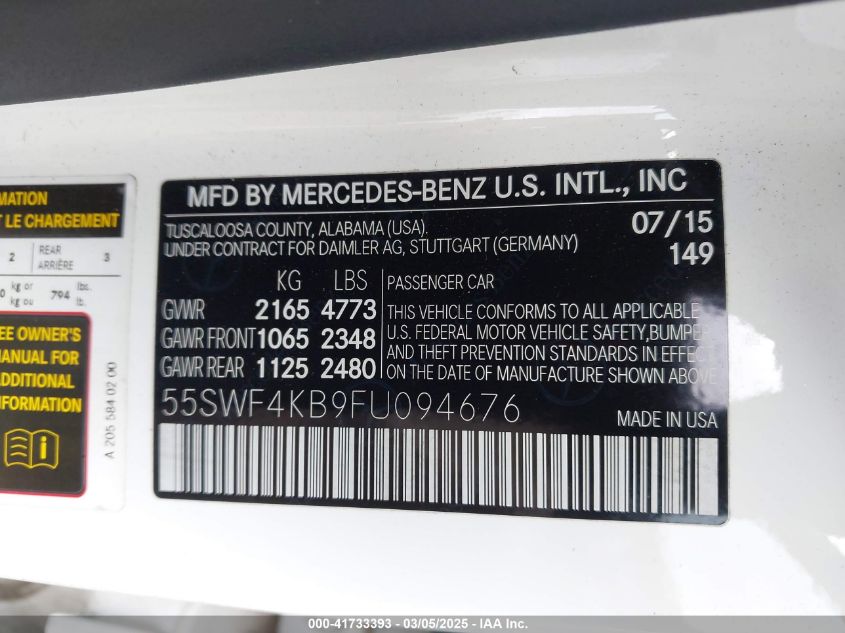 MATION
T LE CHARGEMENT
2 REAR ARRIÈRE 3
0 kg or kg ou 794 lbs. lb.
EE OWNER'S
MANUAL FOR
ADDITIONAL
INFORMATION
A 205 584 02 00
MFD BY MERCEDES-BENZ U.S. INTL., INC
TUSCALOOSA COUNTY, ALABAMA (USA). 07/15
UNDER CONTRACT FOR DAIMLER AG, STUTTGART (GERMANY) 149
KG LBS PASSENGER CAR
GVWR 2165 4773
GAWR FRONT 1065 2348
GAWR REAR 1125 2480
THIS VEHICLE CONFORMS TO ALL APPLICABLE
U.S. FEDERAL MOTOR VEHICLE SAFETY,BUMPER
AND THEFT PREVENTION STANDARDS IN EFFECT
ON THE DATE OF MANUFACTURE SHOWN ABOVE.
55SWF4KB9FU094676 MADE IN USA
000-41733393 - 03/05/2025 - IAA Inc.